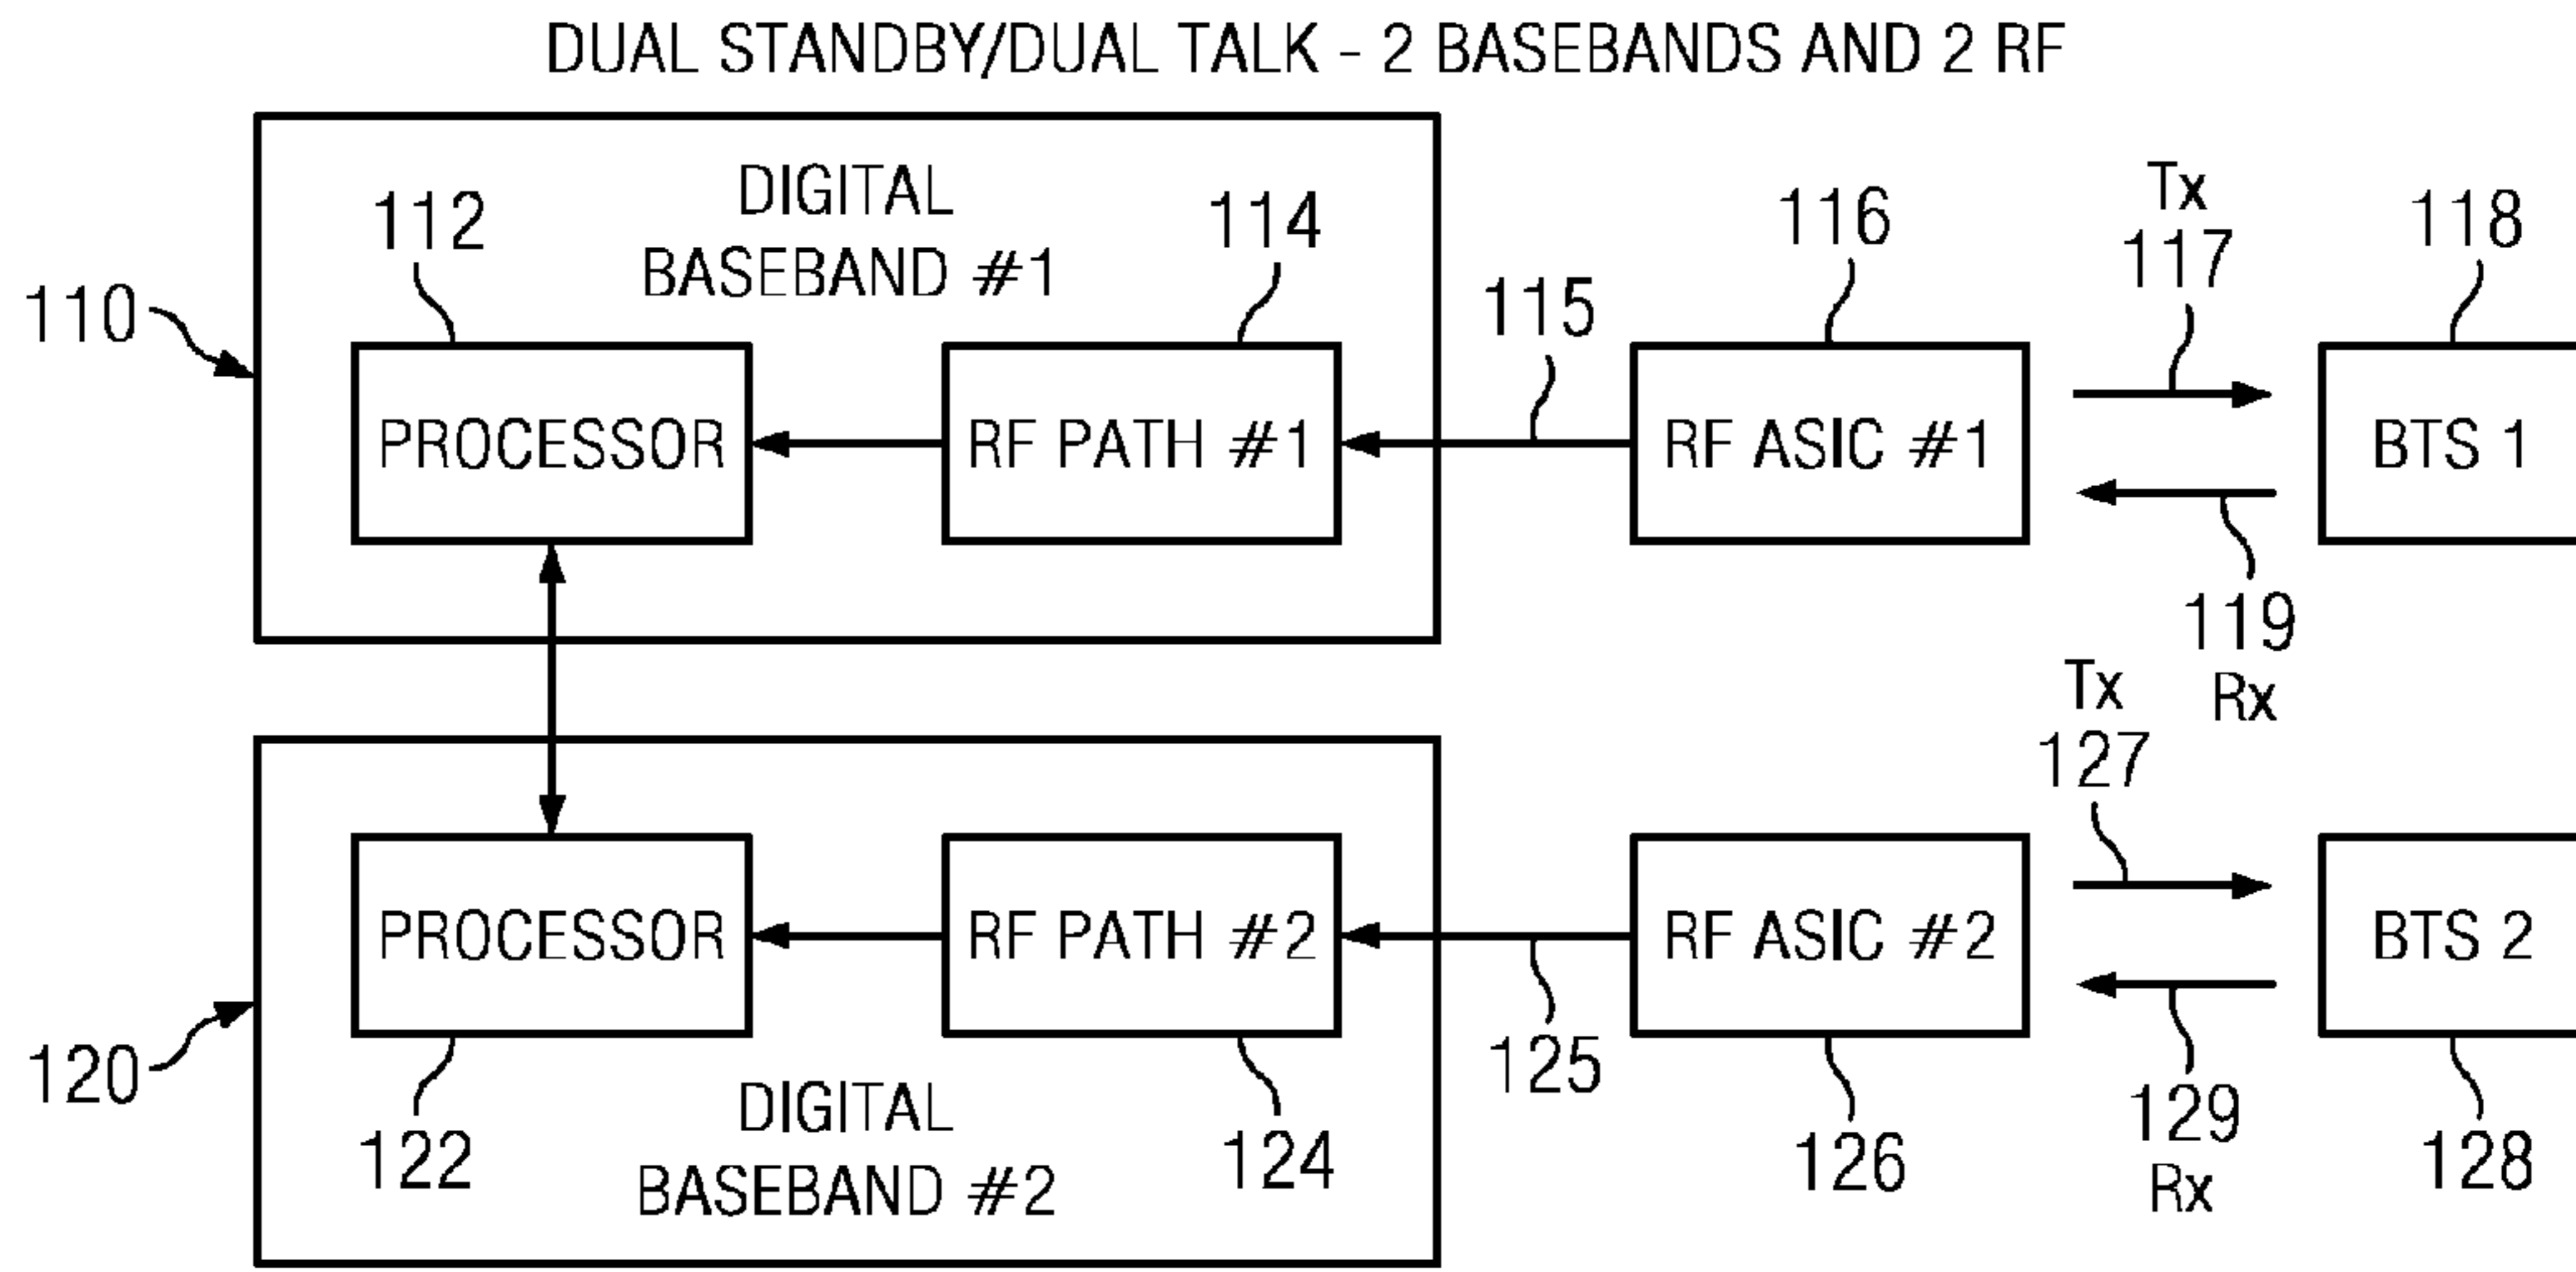 DUAL STANDBY/DUAL TALK - 2 BASEBANDS AND 2 RF
110
112
DIGITAL
BASEBAND #1
114
115
116
Tx
117
118
PROCESSOR
RF PATH #1
RF ASIC #1
BTS 1
119
Rx
Tx
127
PROCESSOR
RF PATH #2
RF ASIC #2
BTS 2
120
122
DIGITAL
BASEBAND #2
124
125
126
129
Rx
128